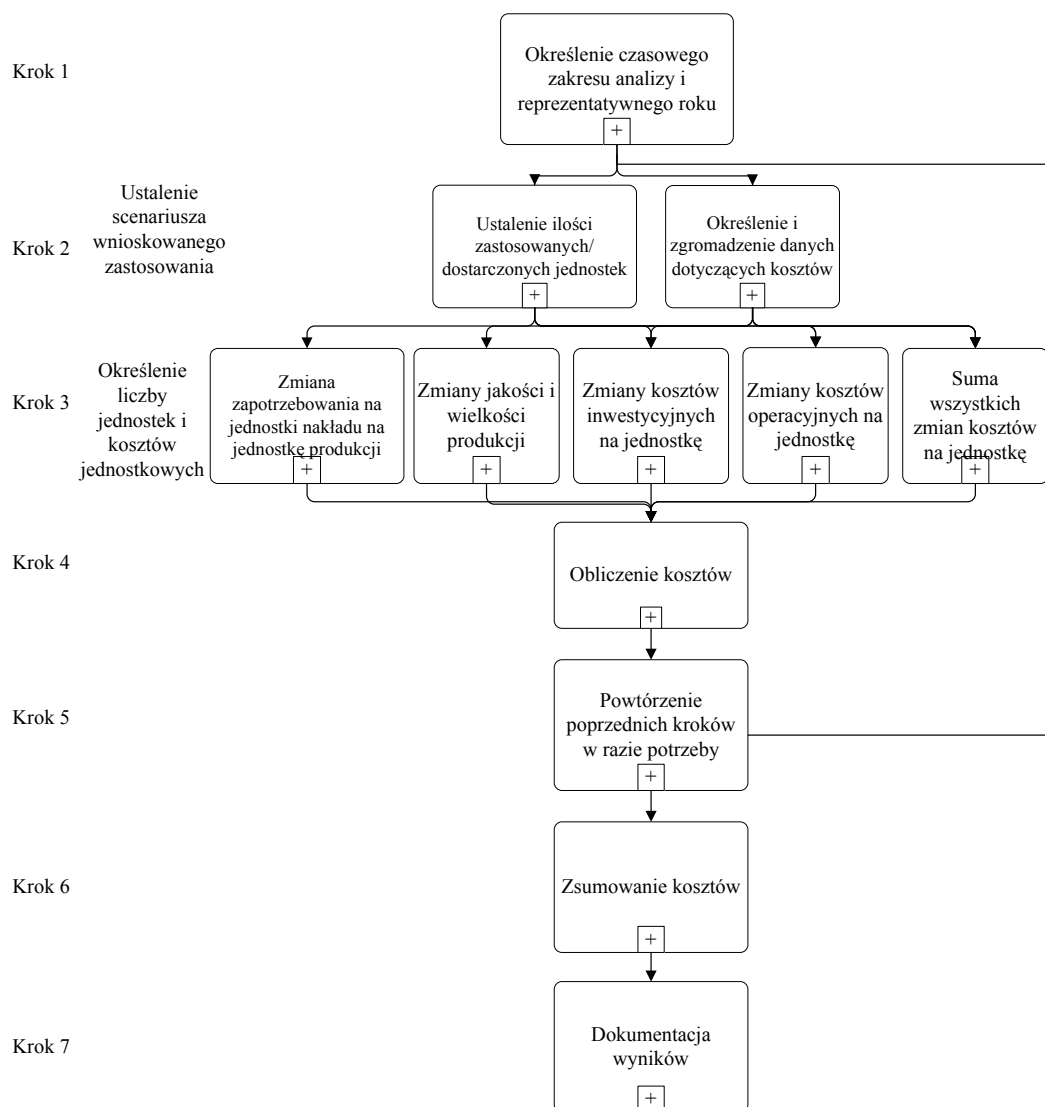 Krok 1
Określenie czasowego
zakresu analizy i
reprezentatywnego roku
+
Krok 2
Ustalenie
scenariusza
wnioskowanego
zastosowania
Ustalenie ilości
zastosowanych/
dostarczonych jednostek
+
Określenie i
zgromadzenie danych
dotyczących kosztów
+
Krok 3
Określenie
liczby
jednostek i
kosztów
jednostkowych
Zmiana
zapotrzebowania na
jednostki nakładu na
jednostkę produkcji
+
Zmiany jakości i
wielkości
produkcji
+
Zmiany kosztów
inwestycyjnych
na jednostkę
+
Zmiany kosztów
operacyjnych na
jednostkę
+
Suma
wszystkich
zmian kosztów
na jednostkę
+
Krok 4
Obliczenie kosztów
+
Krok 5
Powtórzenie
poprzednich kroków
w razie potrzeby
+
Krok 6
Zsumowanie kosztów
+
Krok 7
Dokumentacja
wyników
+